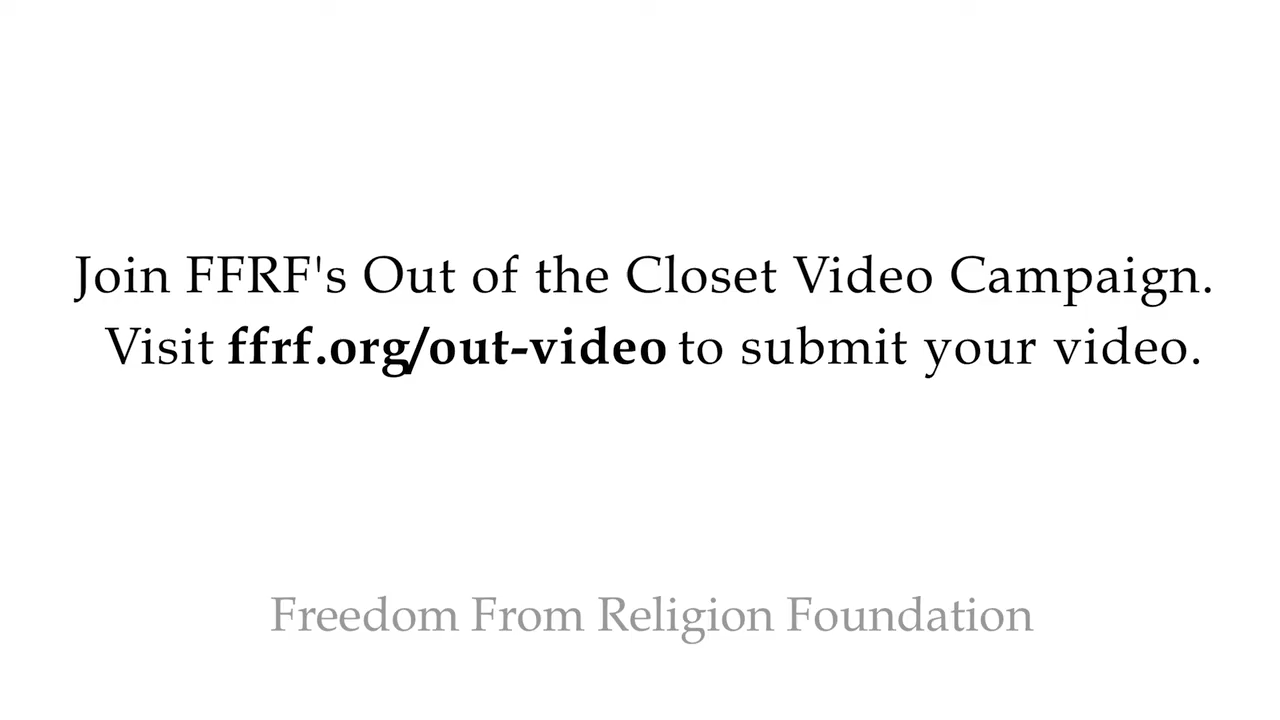 Join FFRF's Out of the Closet Video Campaign.
Visit ffrf.org/out-video to submit your video.
Freedom From Religion Foundation